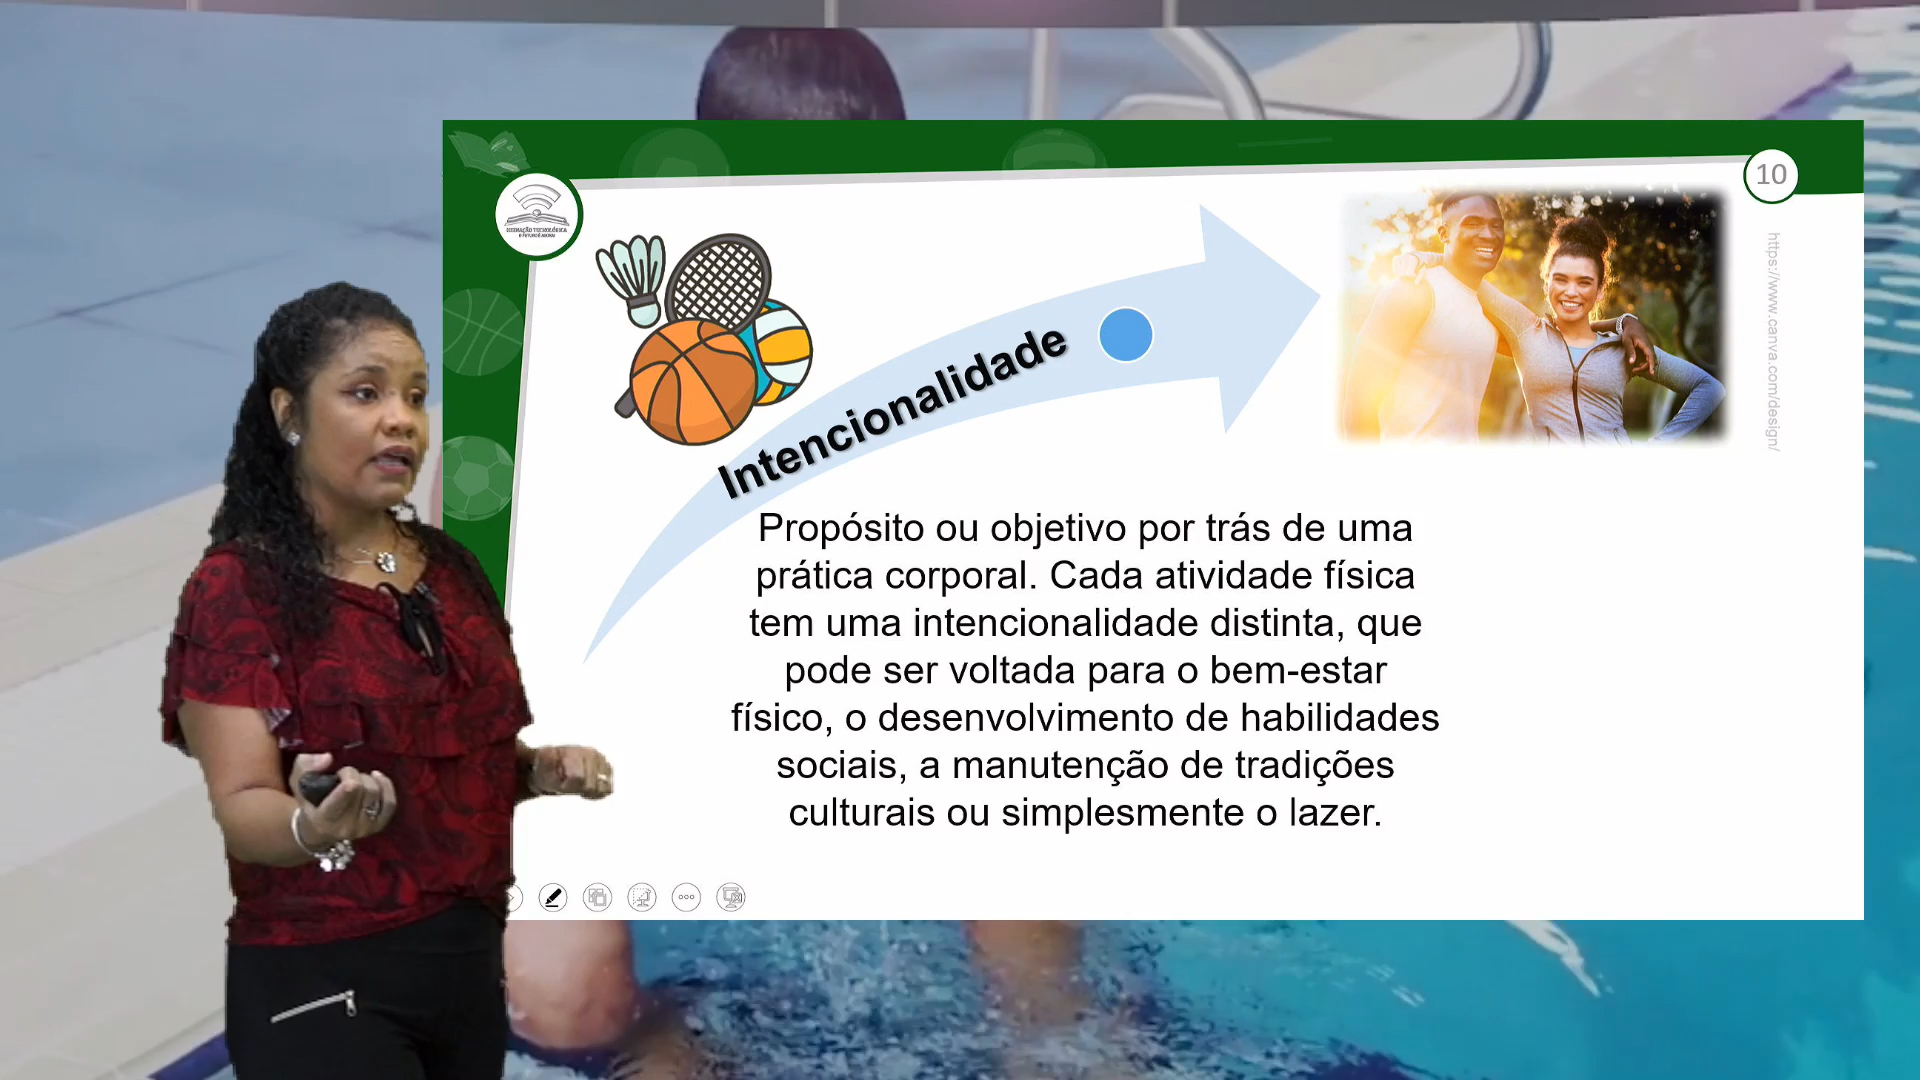 10
https://www.canva.com/design/
Intencionalidade
Propósito ou objetivo por trás de uma
prática corporal. Cada atividade física
tem uma intencionalidade distinta, que
pode ser voltada para o bem-estar
físico, o desenvolvimento de habilidades
sociais, a manutenção de tradições
culturais ou simplesmente o lazer.